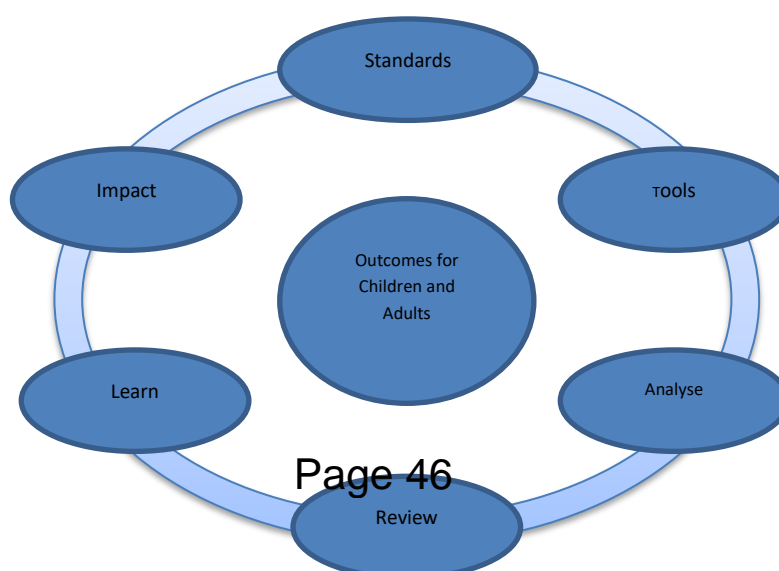 Standards
Impact
Tools
Outcomes for
Children and
Adults
Learn
Analyse
Page 46
Review